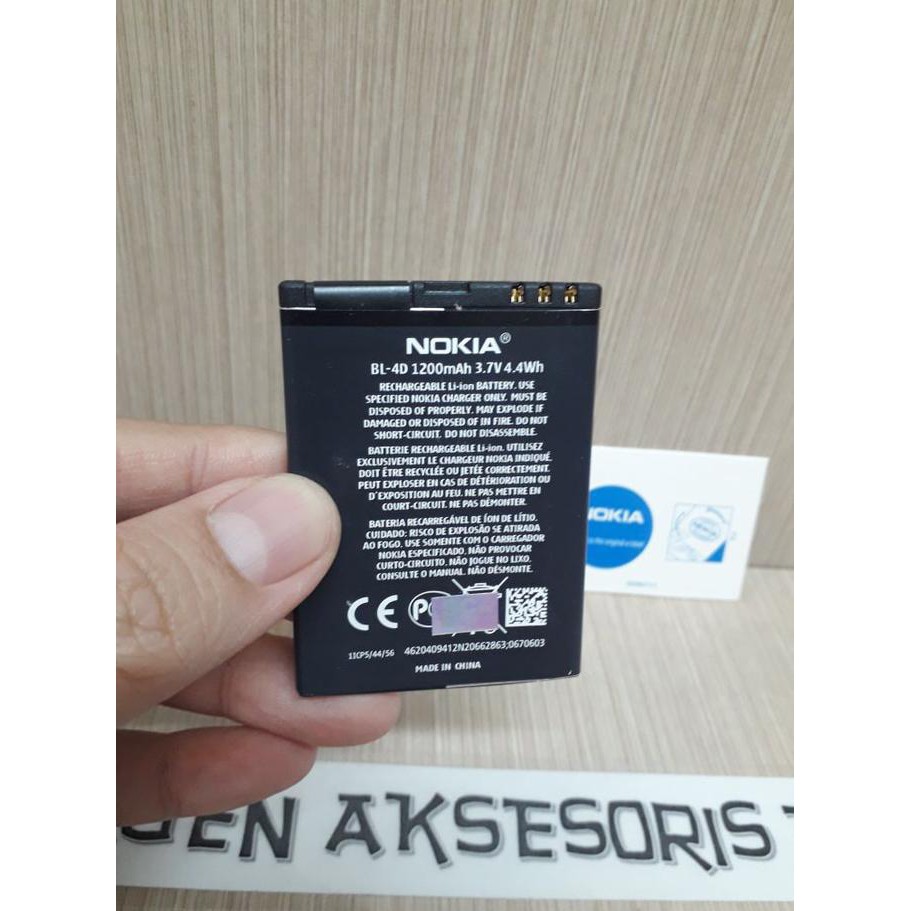 NOKIA®
BL-4D 1200mAh 3.7V 4.4Wh
RECHARGEABLE Li-ion BATTERY. USE
SPECIFIED NOKIA CHARGER ONLY. MUST BE
DISPOSED OF PROPERLY. MAY EXPLODE IF
DAMAGED OR DISPOSED OF IN FIRE. DO NOT
SHORT-CIRCUIT. DO NOT DISASSEMBLE.
BATTERIE RECHARGEABLE Li-ion. UTILISEZ
EXCLUSIVEMENT LE CHARGEUR NOKIA INDIQUÉ.
DOIT ÊTRE RECYCLÉE OU JETÉE CORRECTEMENT.
PEUT EXPLOSER EN CAS DE DÉTÉRIORATION OU
D'EXPOSITION AU FEU. NE PAS METTRE EN
COURT-CIRCUIT. NE PAS DÉMONTER.
BATERIA RECARREGÁVEL DE ÍON DE LÍTIO.
CUIDADO: RISCO DE EXPLOSÃO SE ATIRADA
AO FOGO. USE SOMENTE COM O CARREGADOR
NOKIA ESPECIFICADO. NÃO PROVOCAR
CURTO-CIRCUITO. NÃO JOGUE NO LIXO.
CONSULTE O MANUAL. NÃO DESMONTE.
CE
1ICP5/44/56 4620409412N20662863;0670603
MADE IN CHINA
NOKIA
GEN AKSESORIS